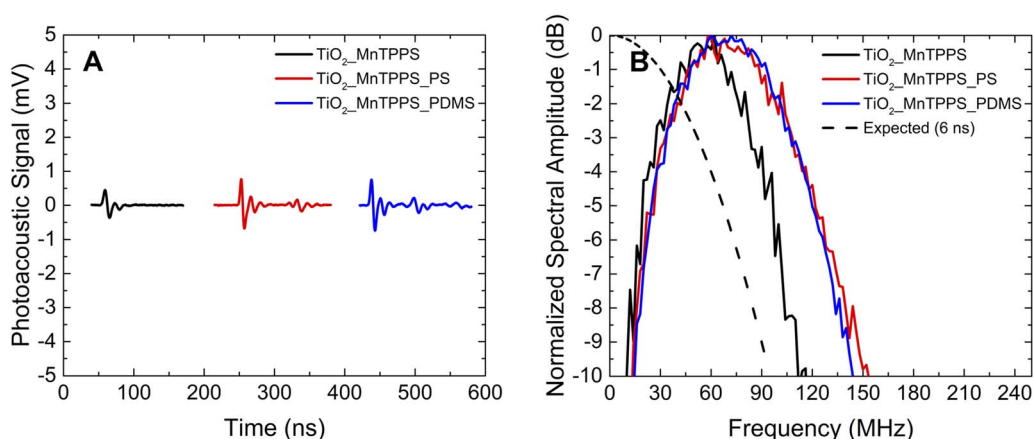 A
TiO2_MnTPPS
TiO2_MnTPPS_PS
TiO2_MnTPPS_PDMS
Photoacoustic Signal (mV)
5
4
3
2
1
0
-1
-2
-3
-4
-5
0 100 200 300 400 500 600
Time (ns)
B
TiO2_MnTPPS
TiO2_MnTPPS_PS
TiO2_MnTPPS_PDMS
Expected (6 ns)
Normalized Spectral Amplitude (dB)
0
-1
-2
-3
-4
-5
-6
-7
-8
-9
-10
0 30 60 90 120 150 180 210 240
Frequency (MHz)